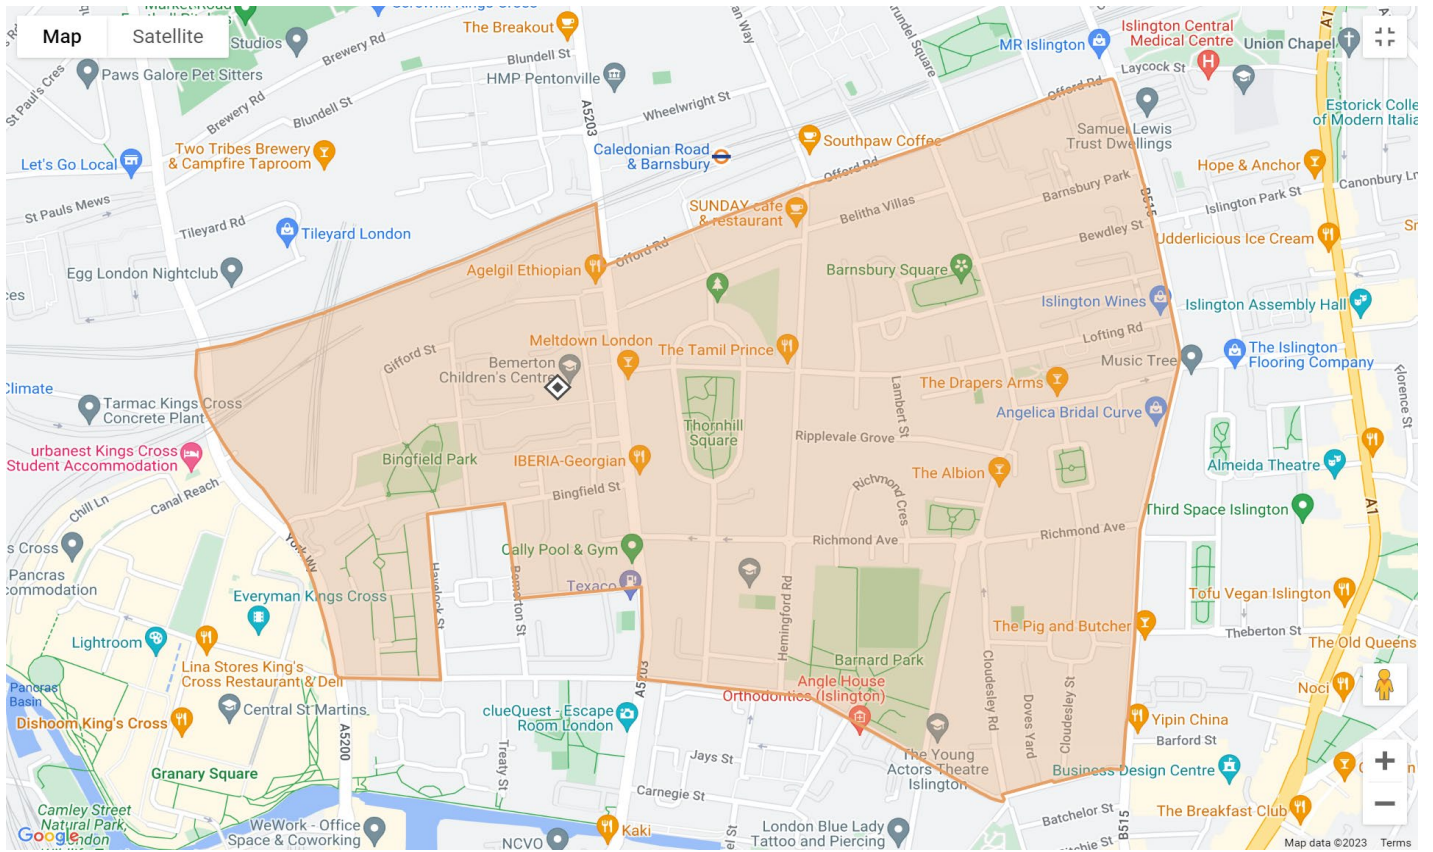 Map
Satellite
The Breakout
Blundell St
Brewery Rd
Studios
Paws Galore Pet Sitters
HMP Pentonville
MR Islington
Islington Central
Medical Centre
Union Chapel
A1
Laycock St
Offord Rd
St Paul's Cres
Brewery Rd
Blundell St
A5203
Wheelwright St
Samuel Lewis
Trust Dwellings
Estorick Colle
of Modern Italia
Two Tribes Brewery
& Campfire Taproom
Let's Go Local
Caledonian Road
& Barnsbury
Southpaw Coffee
Offord Rd
Hope & Anchor
Canonbury Ln
St Pauls Mews
Tileyard Rd
Tileyard London
SUNDAY cafe
& restaurant
Belitha Villas
Barnsbury Park
B515
Islington Park St
Bewdley St
Udderlicious Ice Cream
Egg London Nightclub
Offord Rd
Agelgil Ethiopian
Barnsbury Square
Islington Wines
Islington Assembly Hall
Lofting Rd
Gifford St
Meltdown London
The Tamil Prince
Bemerton
Children's Centre
Music Tree
The Islington
Flooring Company
Climate
Tarmac Kings Cross
Concrete Plant
Lambert St
The Drapers Arms
Angelica Bridal Curve
Florence St
urbanest Kings Cross
Student Accommodation
Bingfield Park
Thornhill
Square
Ripplevale Grove
IBERIA-Georgian
The Albion
Almeida Theatre
Chill Ln
Canal Reach
Bingfield St
Richmond Cres
A1
Third Space Islington
York Wy
Cally Pool & Gym
Richmond Ave
Richmond Ave
s Cross
Pancras
commodation
Havelock St
Bemerton St
Texaco
Everyman Kings Cross
Hemingford Rd
Tofu Vegan Islington
Lightroom
The Pig and Butcher
Theberton St
The Old Queens
Lina Stores King's
Cross Restaurant & Deli
Barnard Park
Pancras
Basin
Angle House
Orthodontics (Islington)
A5203
Cloudesley Rd
Doves Yard
Cloudesley St
Noci
Dishoom King's Cross
Central St Martins
A5200
clueQuest - Escape
Room London
Yipin China
Barford St
Treaty St
Jays St
The Young
Actors Theatre
Islington
Business Design Centre
Granary Square
Carnegie St
Camley Street
Natural Park,
London
Batchelor St
B515
The Breakfast Club
Google
WeWork - Office
Space & Coworking
Kaki
NCVO
London Blue Lady
Tattoo and Piercing
Map data ©2023
Terms